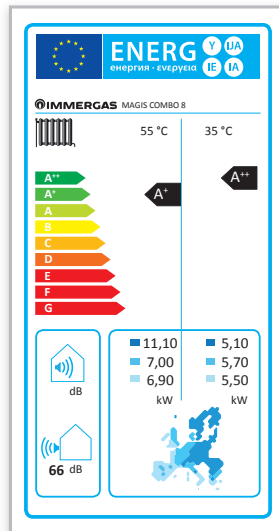 ENERG
енергия · ενεργεια
Y IJA
IE IA
IMMERGAS MAGIS COMBO 8
55 °C 35 °C
A++
A+
A
B
C
D
E
F
G
A+
A++
11,10 5,10
7,00 5,70
6,90 5,50
kW kW
dB
66 dB